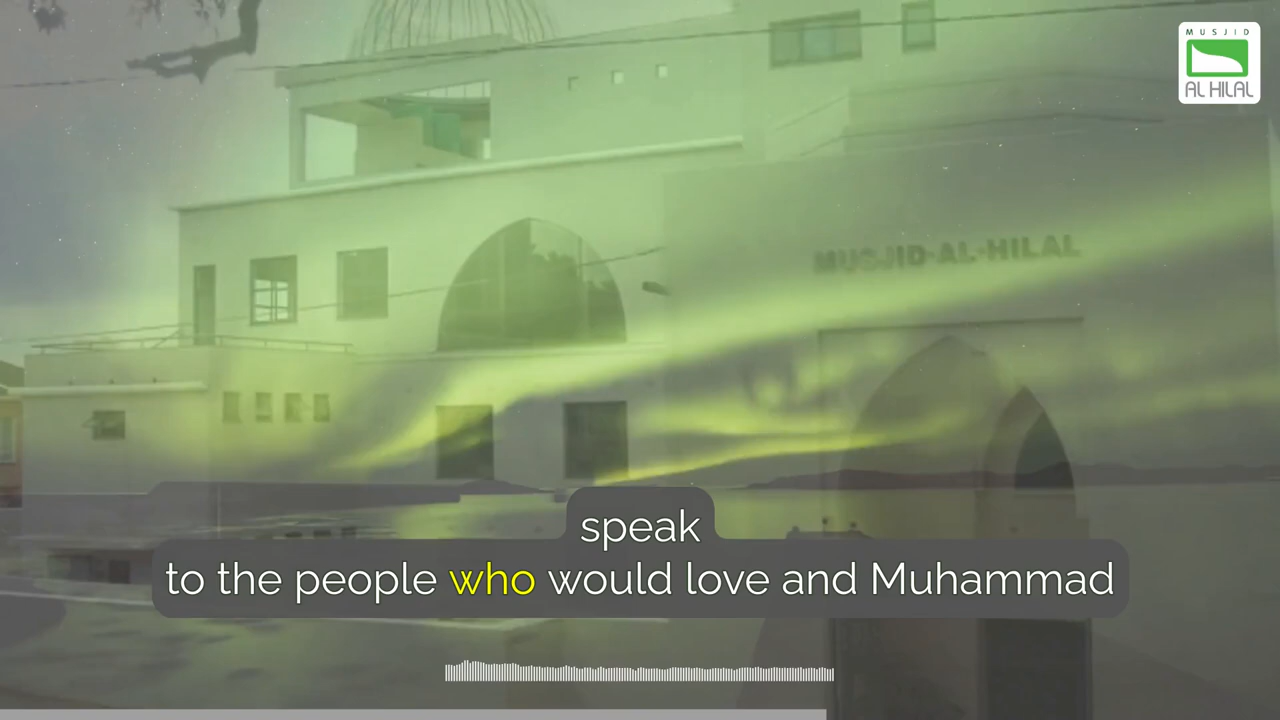 MUSJID
AL HILAL
MUSJID-AL-HILAL
speak
to the people who would love and Muhammad